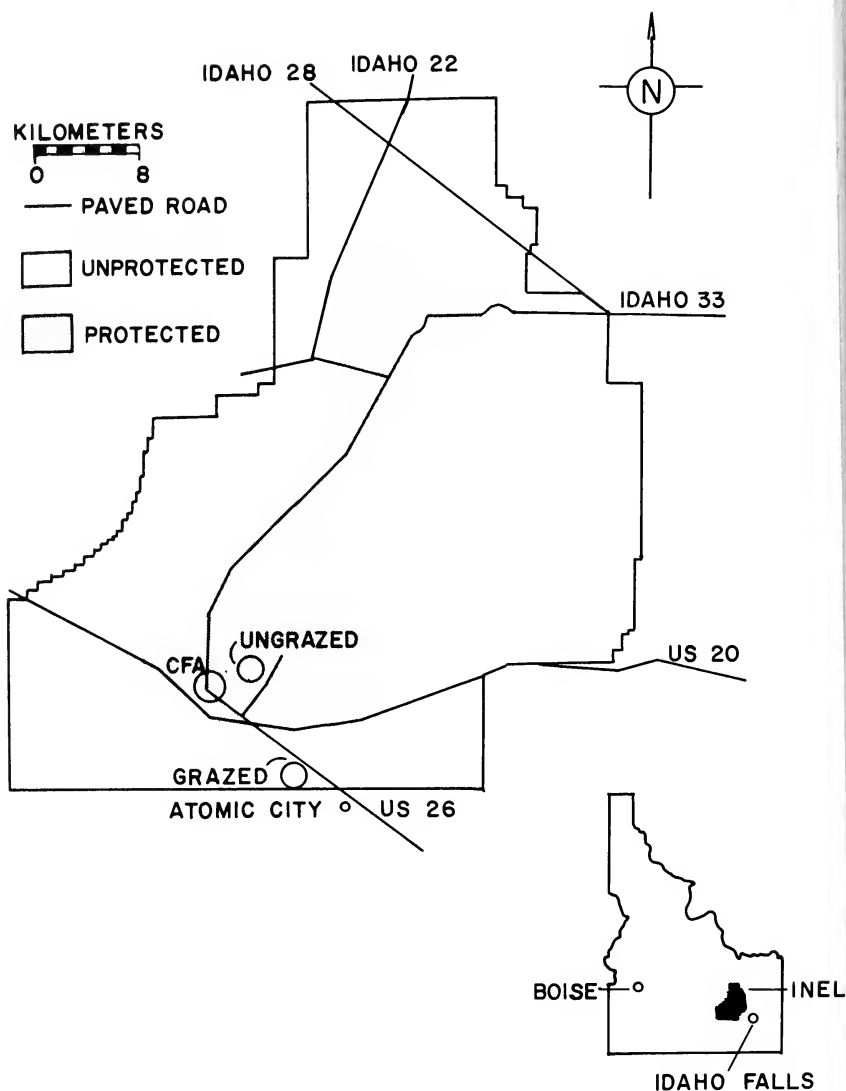 IDAHO 28
IDAHO 22
N
KILOMETERS
0 8
PAVED ROAD
UNPROTECTED
PROTECTED
IDAHO 33
UNGRAZED
CFA
US 20
GRAZED
ATOMIC CITY
US 26
BOISE
INEL
IDAHO FALLS